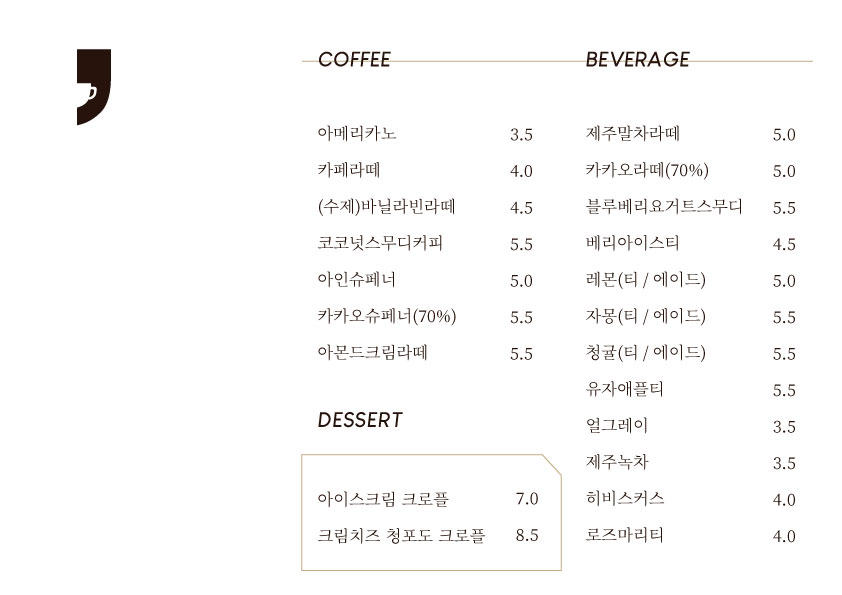 COFFEE
아메리카노 3.5
카페라떼 4.0
(수제)바닐라빈라떼 4.5
코코넛스무디커피 5.5
아인슈페너 5.0
카카오슈페너(70%) 5.5
아몬드크림라떼 5.5
DESSERT
아이스크림 크로플 7.0
크림치즈 청포도 크로플 8.5
BEVERAGE
제주말차라떼 5.0
카카오라떼(70%) 5.0
블루베리요거트스무디 5.5
베리아이스티 4.5
레몬(티 / 에이드) 5.0
자몽(티 / 에이드) 5.5
청귤(티 / 에이드) 5.5
유자애플티 5.5
얼그레이 3.5
제주녹차 3.5
히비스커스 4.0
로즈마리티 4.0